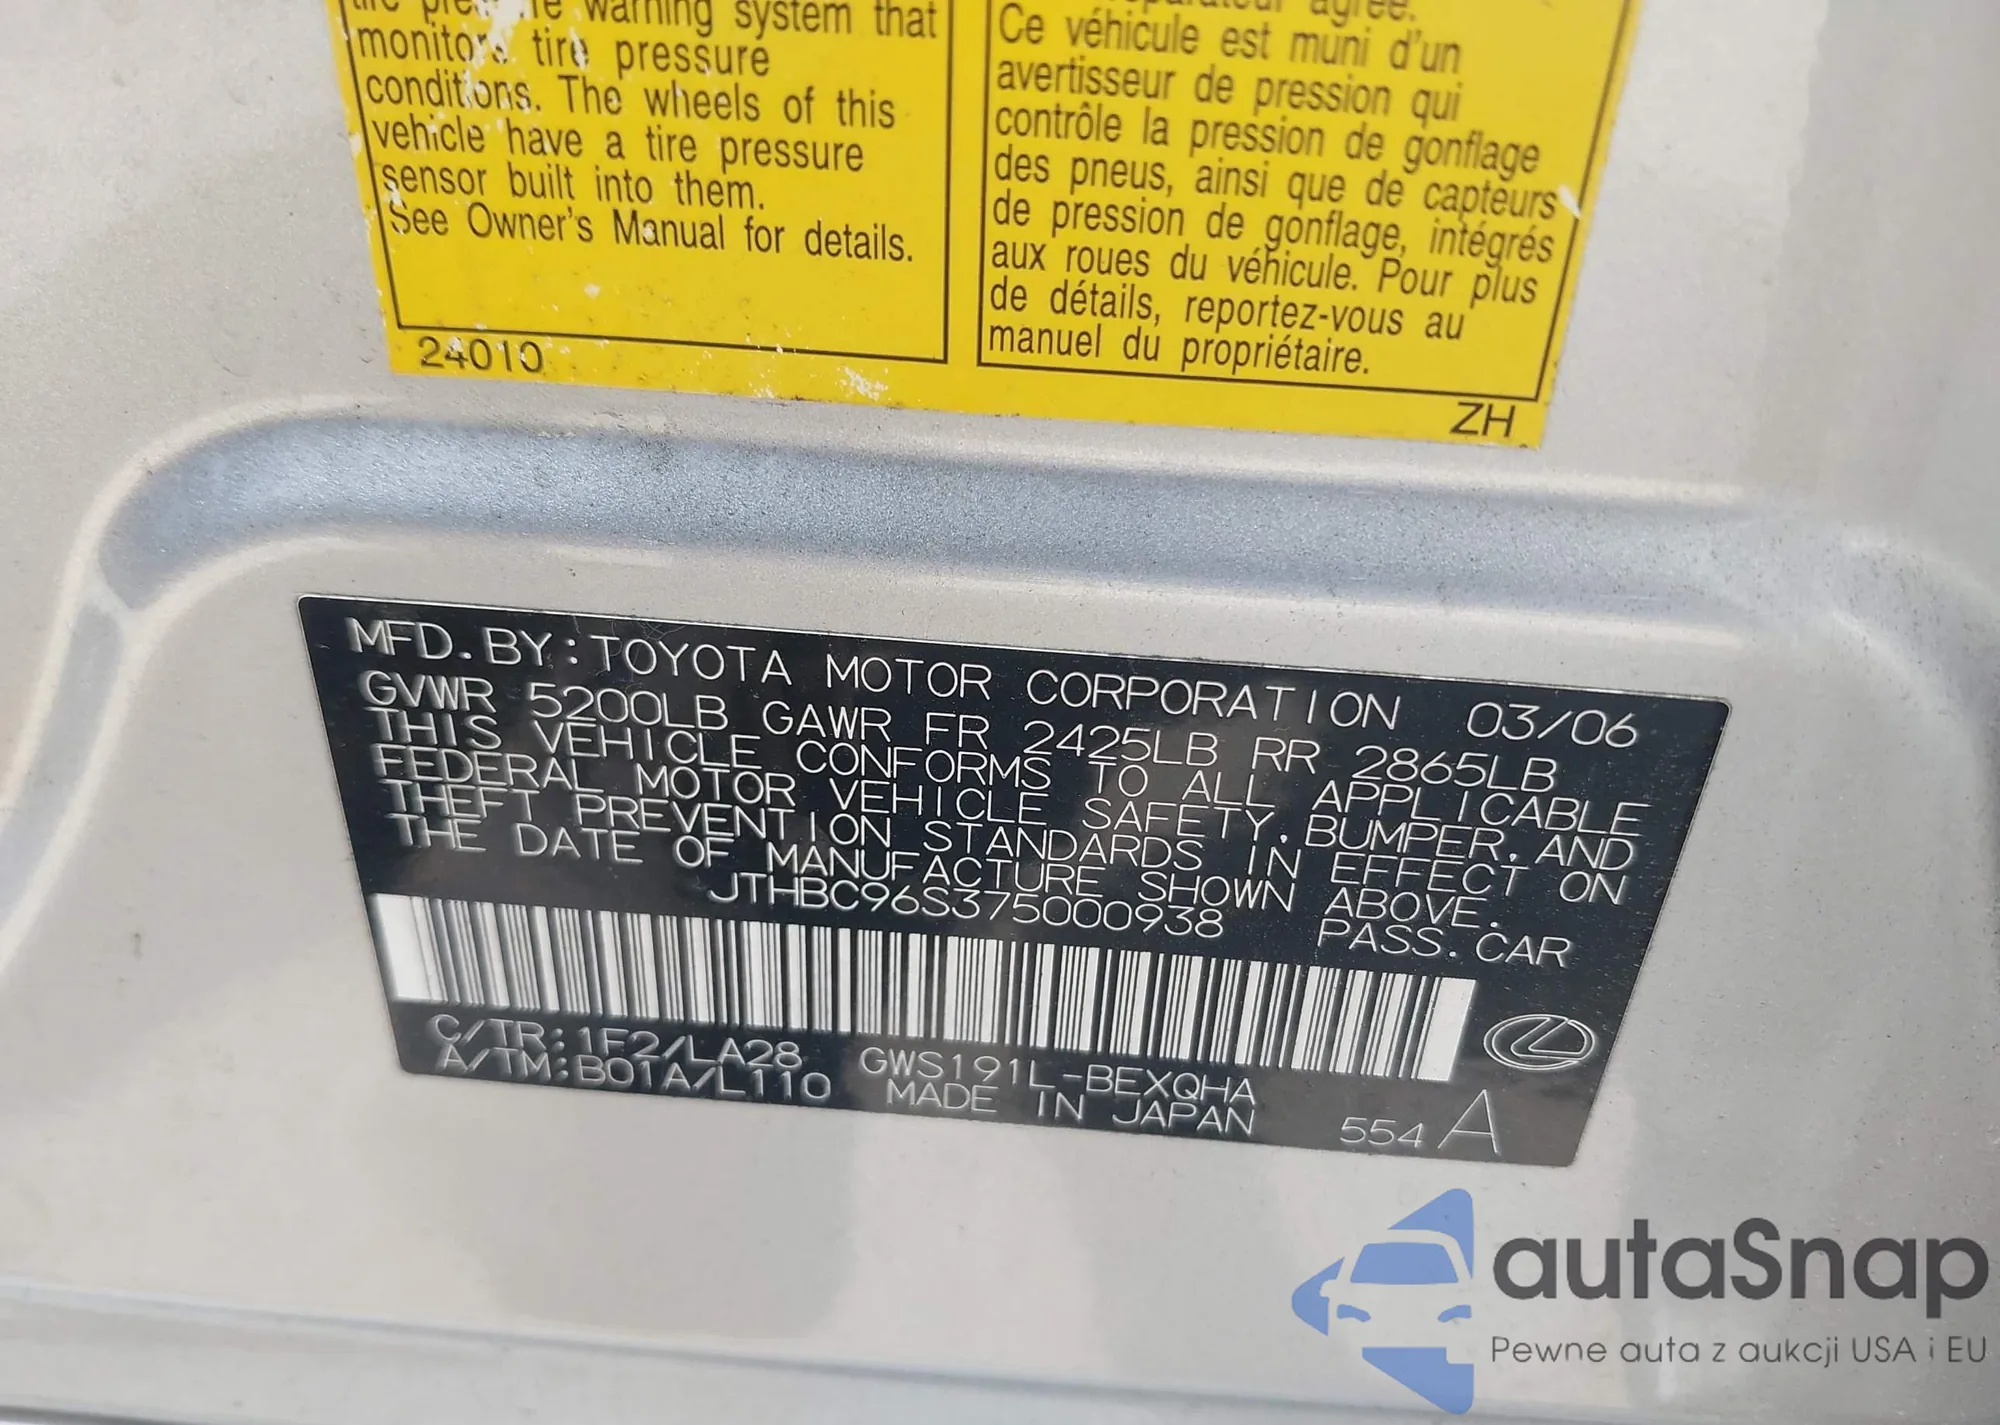 tire pressure warning system that
monitors tire pressure
conditions. The wheels of this
vehicle have a tire pressure
sensor built into them.
See Owner's Manual for details.
24010
agréé.
Ce véhicule est muni d'un
avertisseur de pression qui
contrôle la pression de gonflage
des pneus, ainsi que de capteurs
de pression de gonflage, intégrés
aux roues du véhicule. Pour plus
de détails, reportez-vous au
manuel du propriétaire.
ZH
MFD. BY: TOYOTA MOTOR CORPORATION 03/06
GVWR 5200LB GAWR FR 2425LB RR 2865LB
THIS VEHICLE CONFORMS TO ALL APPLICABLE
FEDERAL MOTOR VEHICLE SAFETY, BUMPER, AND
THEFT PREVENTION STANDARDS IN EFFECT ON
THE DATE OF MANUFACTURE SHOWN ABOVE.
JTHBC96S375000938 PASS. CAR
C/TR: 1F2/LA28 GWS191L-BEXQHA
A/TM: B01A/L110 MADE IN JAPAN 554 A
autaSnap
Pewne auta z aukcji USA i EU